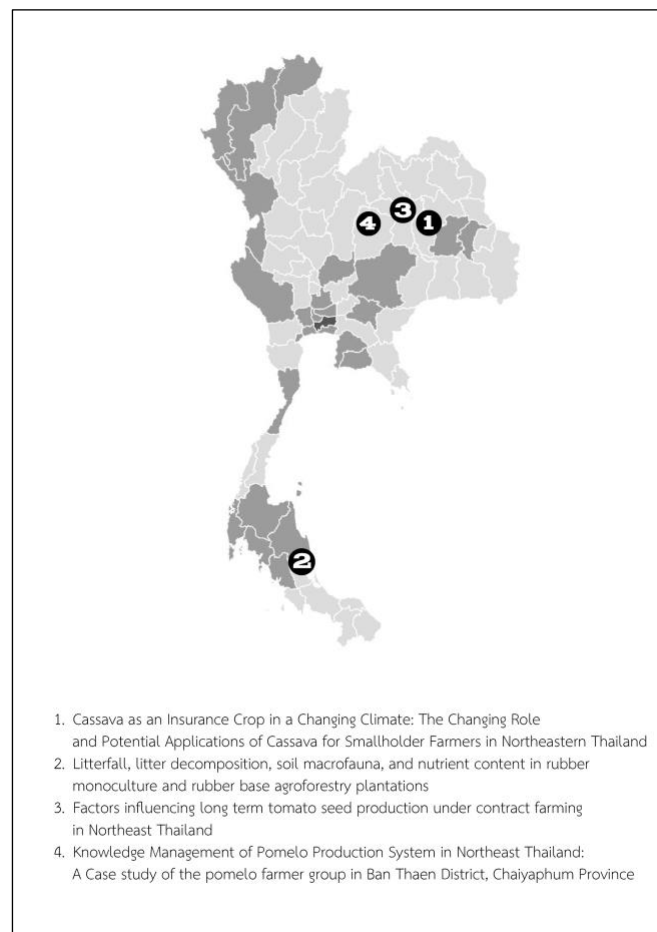 4
3
1
2
1. Cassava as an Insurance Crop in a Changing Climate: The Changing Role
and Potential Applications of Cassava for Smallholder Farmers in Northeastern Thailand
2. Litterfall, litter decomposition, soil macrofauna, and nutrient content in rubber
monoculture and rubber base agroforestry plantations
3. Factors influencing long term tomato seed production under contract farming
in Northeast Thailand
4. Knowledge Management of Pomelo Production System in Northeast Thailand:
A Case study of the pomelo farmer group in Ban Thaen District, Chaiyaphum Province